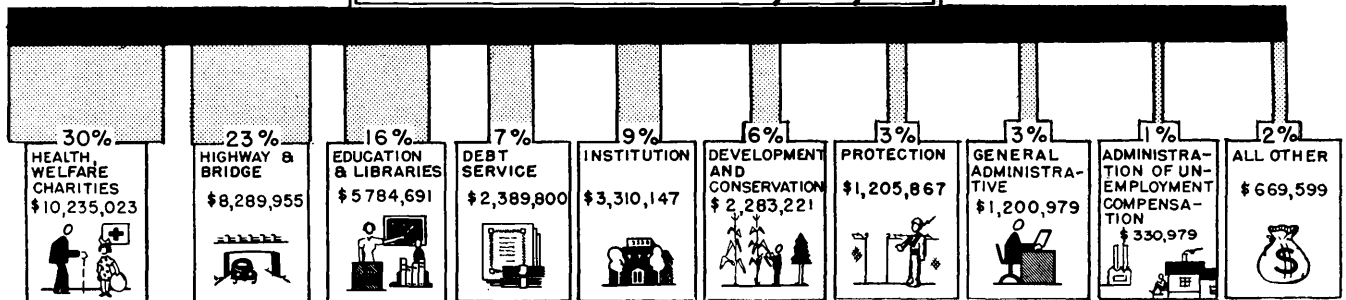 30%
HEALTH,
WELFARE
CHARITIES
$10,235,023
23%
HIGHWAY &
BRIDGE
$8,289,955
16%
EDUCATION
& LIBRARIES
$5784,691
7%
DEBT
SERVICE
$2,389,800
9%
INSTITUTION
$3,310,147
6%
DEVELOPMENT
AND
CONSERVATION
$2,283,221
3%
PROTECTION
$1,205,867
3%
GENERAL
ADMINISTRA-
TIVE
$1,200,979
1%
ADMINISTRA-
TION OF UN-
EMPLOYMENT
COMPENSA-
TION
$330,979
2%
ALL OTHER
$669,599
$